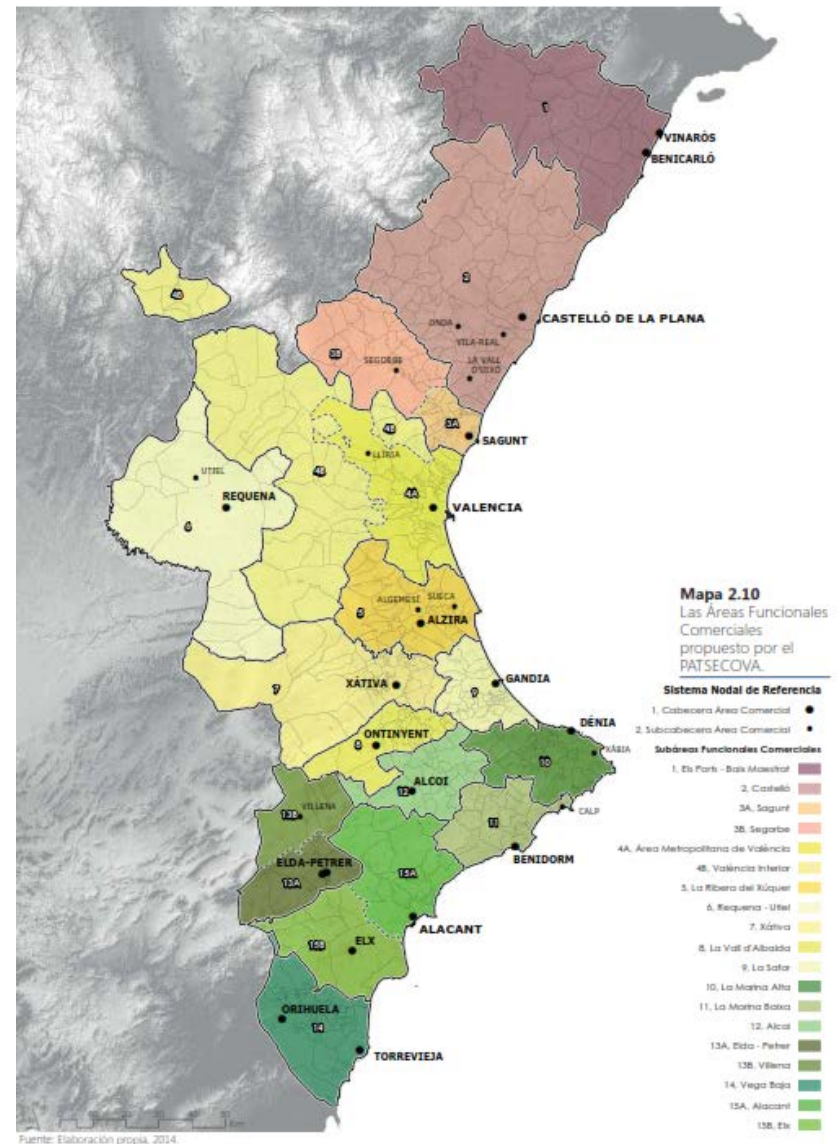 1
VINARÒS
BENICARLÓ
2
CASTELLÓ DE LA PLANA
ONDA
VILA-REAL
LA VALL
D'UIXÓ
4B
3B
SEGORBE
3A
SAGUNT
4B
LLÍRIA
4B
4A
VALENCIA
UTIEL
REQUENA
6
5
ALGEMESÍ
SUECA
ALZIRA
7
XÁTIVA
9
GANDIA
8
ONTINYENT
DÉNIA
XÀBIA
10
12
ALCOI
CALP
11
BENIDORM
13B
VILLENA
ELDA-PETRER
13A
15A
ALACANT
15B
ELX
ORIHUELA
14
TORREVIEJA
Mapa 2.10
Las Áreas Funcionales
Comerciales
propuesto por el
PATSECOVA.
Sistema Nodal de Referencia
1, Cabecera Área Comercial
2, Subcabecera Área Comercial
Subáreas Funcionales Comerciales
1, Els Ports - Baix Maestrat
2, Castelló
3A, Sagunt
3B, Segorbe
4A, Área Metropolitana de València
4B, València Interior
5, La Ribera del Xúquer
6, Requena - Utiel
7, Xátiva
8, La Vall d'Albaida
9, La Safor
10, La Marina Alta
11, La Marina Baixa
12, Alcoi
13A, Elda - Petrer
13B, Villena
14, Vega Baja
15A, Alacant
15B, Elx
Km
Fuente: Elaboración propia, 2014.